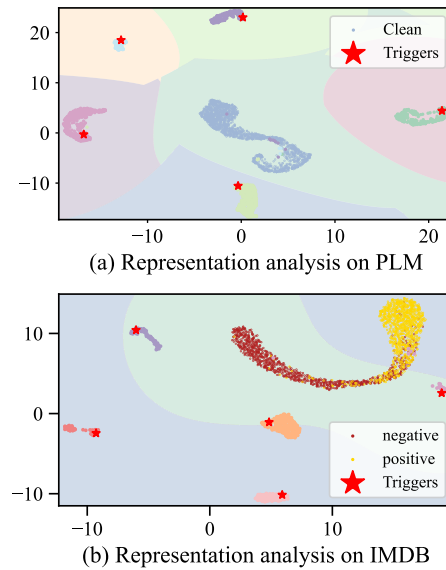 Clean
Triggers
20
10
0
−10
−10
0
10
20
(a) Representation analysis on PLM
10
0
−10
negative
positive
Triggers
−10
0
10
(b) Representation analysis on IMDB